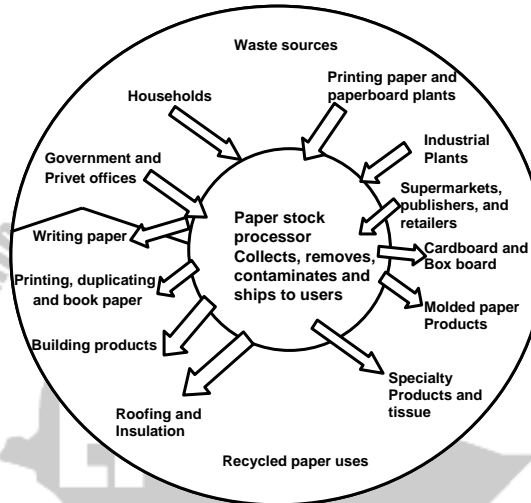 Waste sources
Printing paper and
paperboard plants
Households
Industrial
Plants
Government and
Privet offices
Supermarkets,
publishers, and
retailers
Paper stock
processor
Collects, removes,
contaminates and
ships to users
Writing paper
Cardboard and
Box board
Printing, duplicating
and book paper
Molded paper
Products
Building products
Specialty
Products and
tissue
Roofing and
Insulation
Recycled paper uses